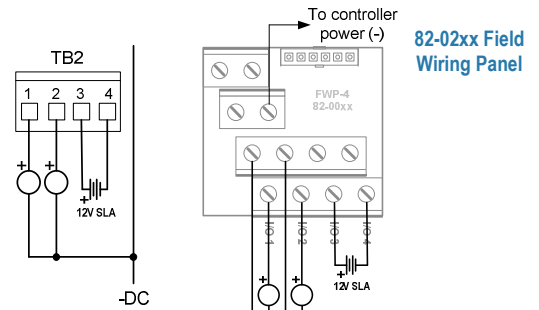 To controller
power (-)
82-02xx Field
Wiring Panel
TB2
1 2 3 4
FWP-4
82-00xx
+ +
+
12V SLA
I/O 1 I/O 2 I/O 3 I/O 4
+ +
+
12V SLA
-DC